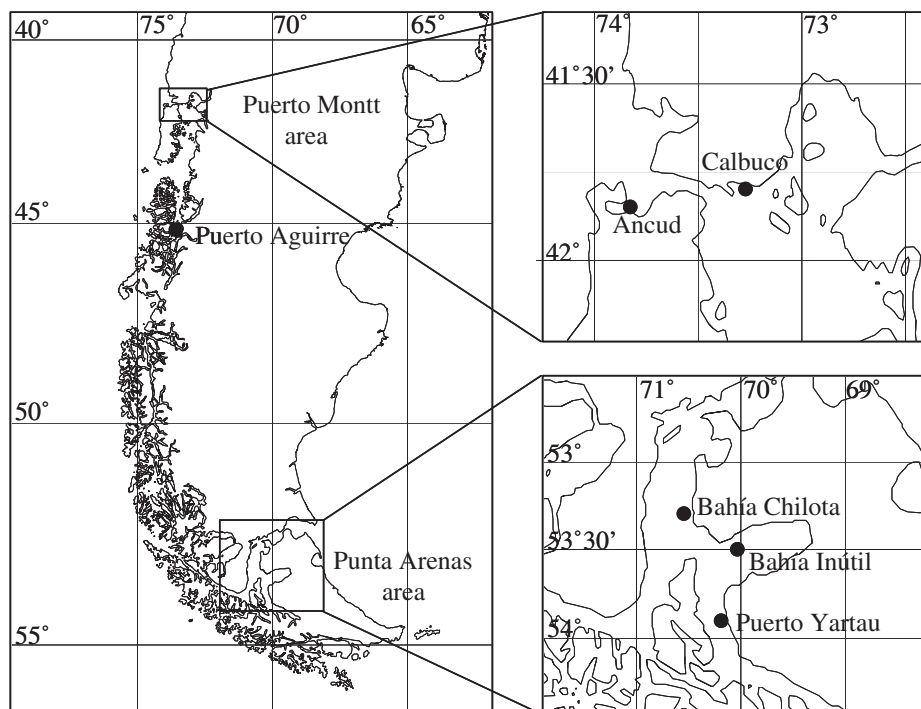 40°
75°
70°
65°
Puerto Montt
area
45°
Puerto Aguirre
50°
Punta Arenas
area
55°
74°
73°
41°30'
Calbuco
Ancud
42°
71°
70°
69°
53°
Bahía Chilota
53°30'
Bahía Inútil
Puerto Yartau
54°